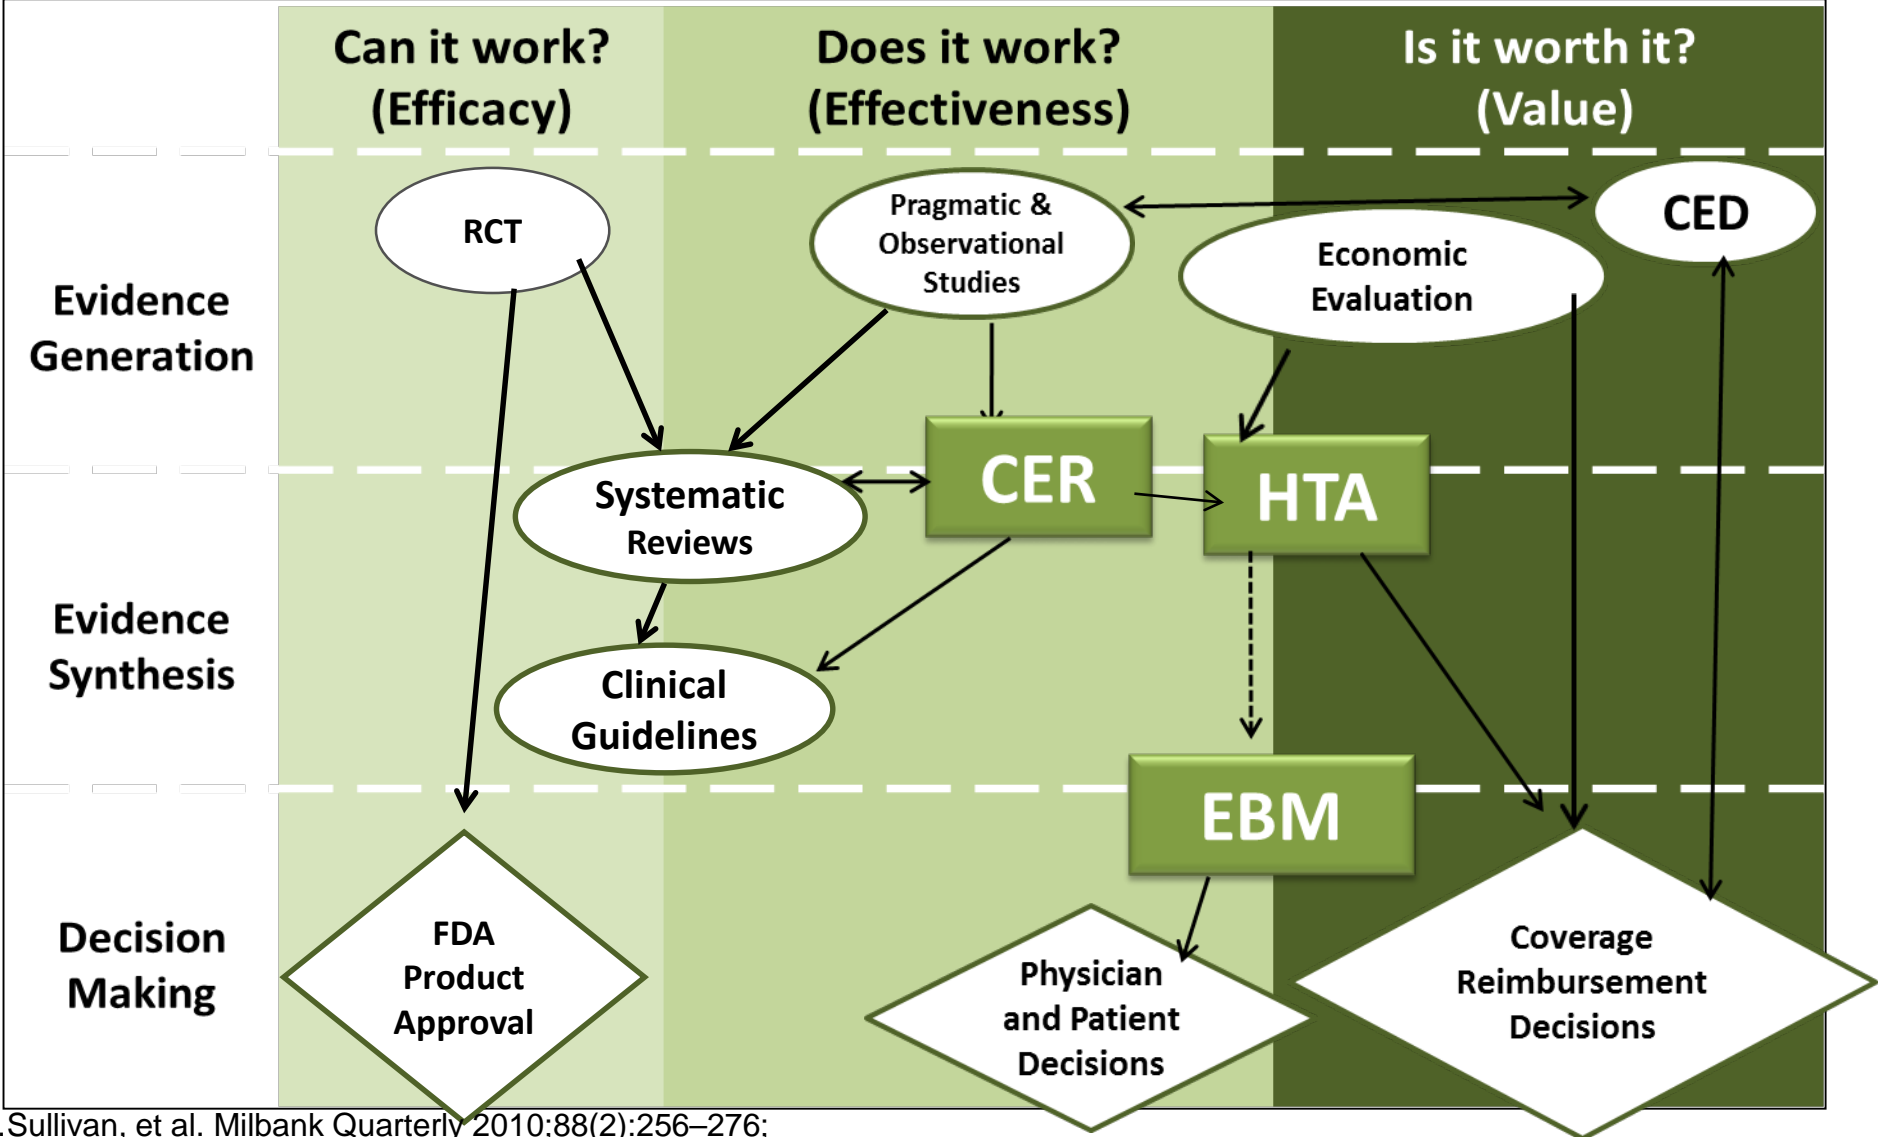 Can it work?
(Efficacy)
Does it work?
(Effectiveness)
Is it worth it?
(Value)
Evidence
Generation
RCT
Pragmatic &
Observational
Studies
Economic
Evaluation
CED
Evidence
Synthesis
Systematic
Reviews
CER
HTA
Clinical
Guidelines
Decision
Making
FDA
Product
Approval
EBM
Physician
and Patient
Decisions
Coverage
Reimbursement
Decisions
.Sullivan, et al. Milbank Quarterly 2010;88(2):256–276;